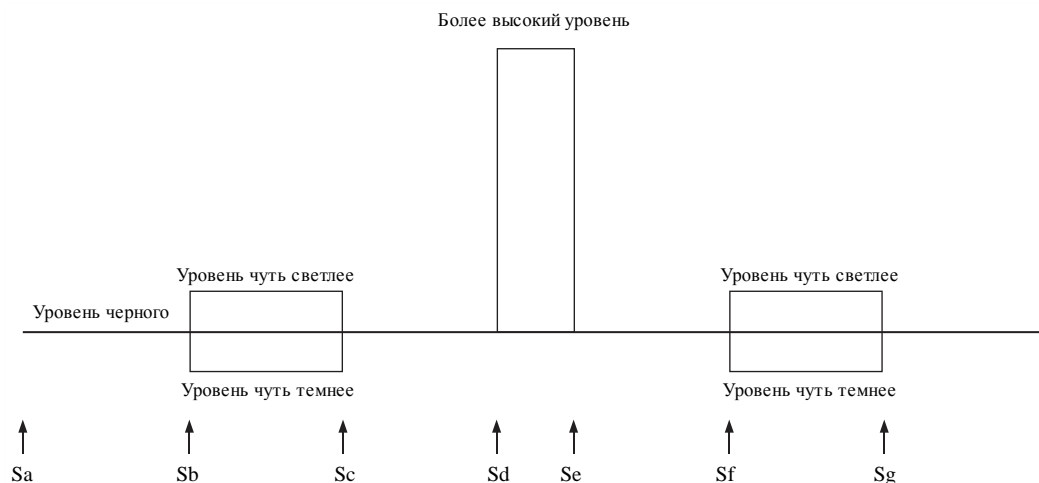 Более высокий уровень
Уровень чуть светлее
Уровень чуть светлее
Уровень черного
Уровень чуть темнее
Уровень чуть темнее
Sa
Sb
Sc
Sd
Se
Sf
Sg